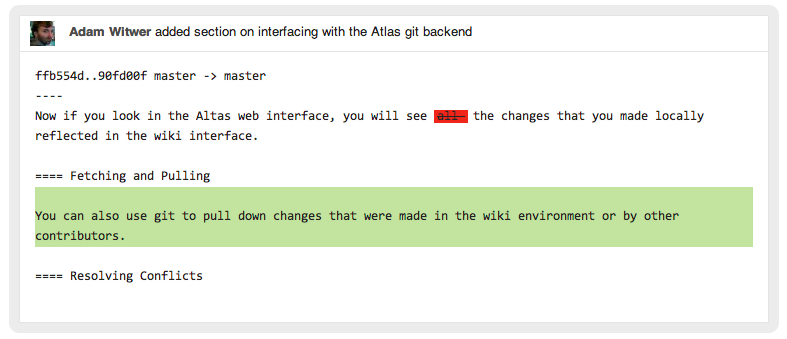 Adam Witwer added section on interfacing with the Atlas git backend
ffb554d..90fd00f master -> master
----
Now if you look in the Altas web interface, you will see all the changes that you made locally
reflected in the wiki interface.
==== Fetching and Pulling
You can also use git to pull down changes that were made in the wiki environment or by other
contributors.
==== Resolving Conflicts